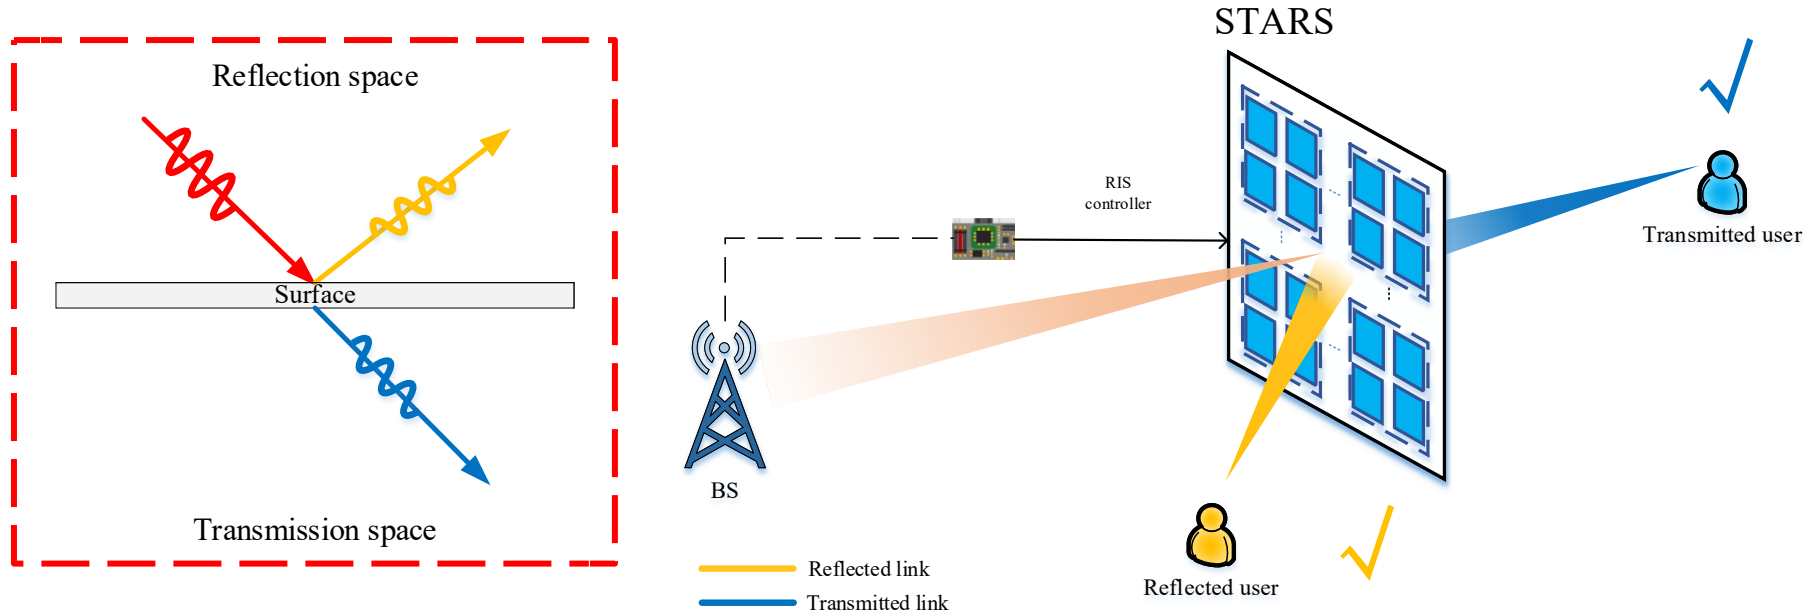 Reflection space
Surface
Transmission space
STARS
RIS
controller
Transmitted user
BS
Reflected user
Reflected link
Transmitted link